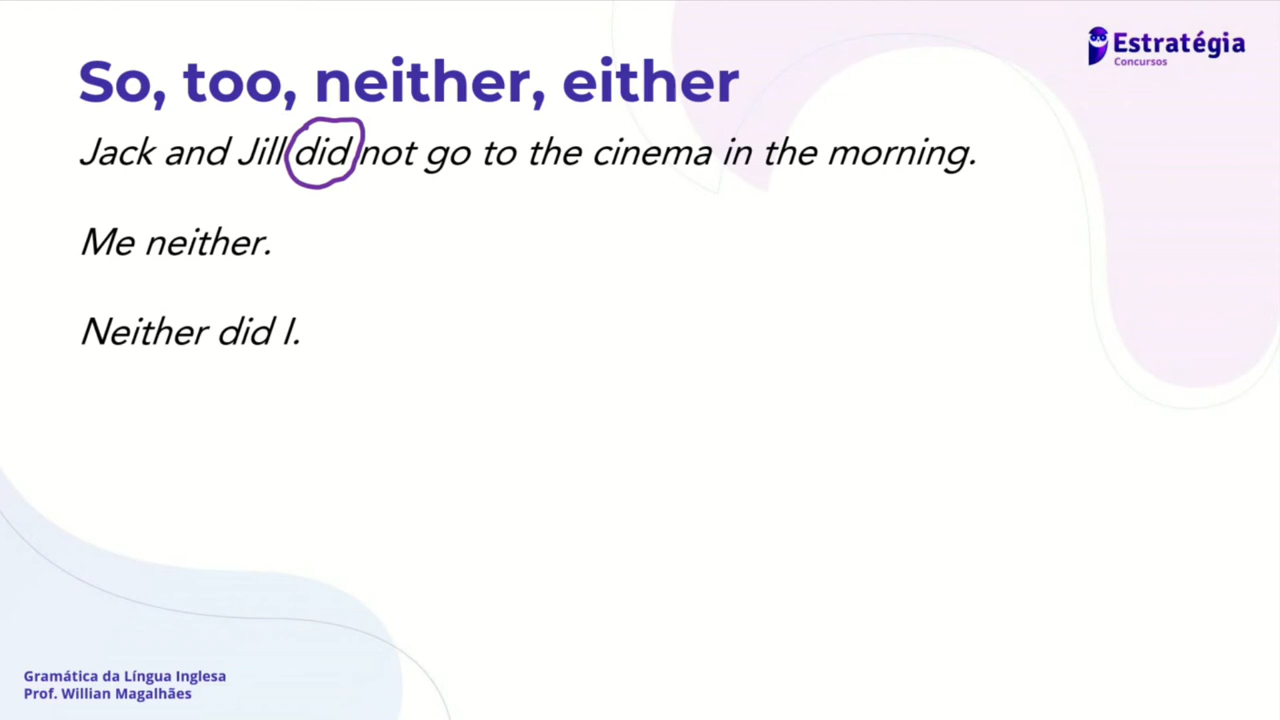 Estratégia
Concursos
So, too, neither, either
Jack and Jill did not go to the cinema in the morning.
Me neither.
Neither did I.
Gramática da Língua Inglesa
Prof. Willian Magalhães